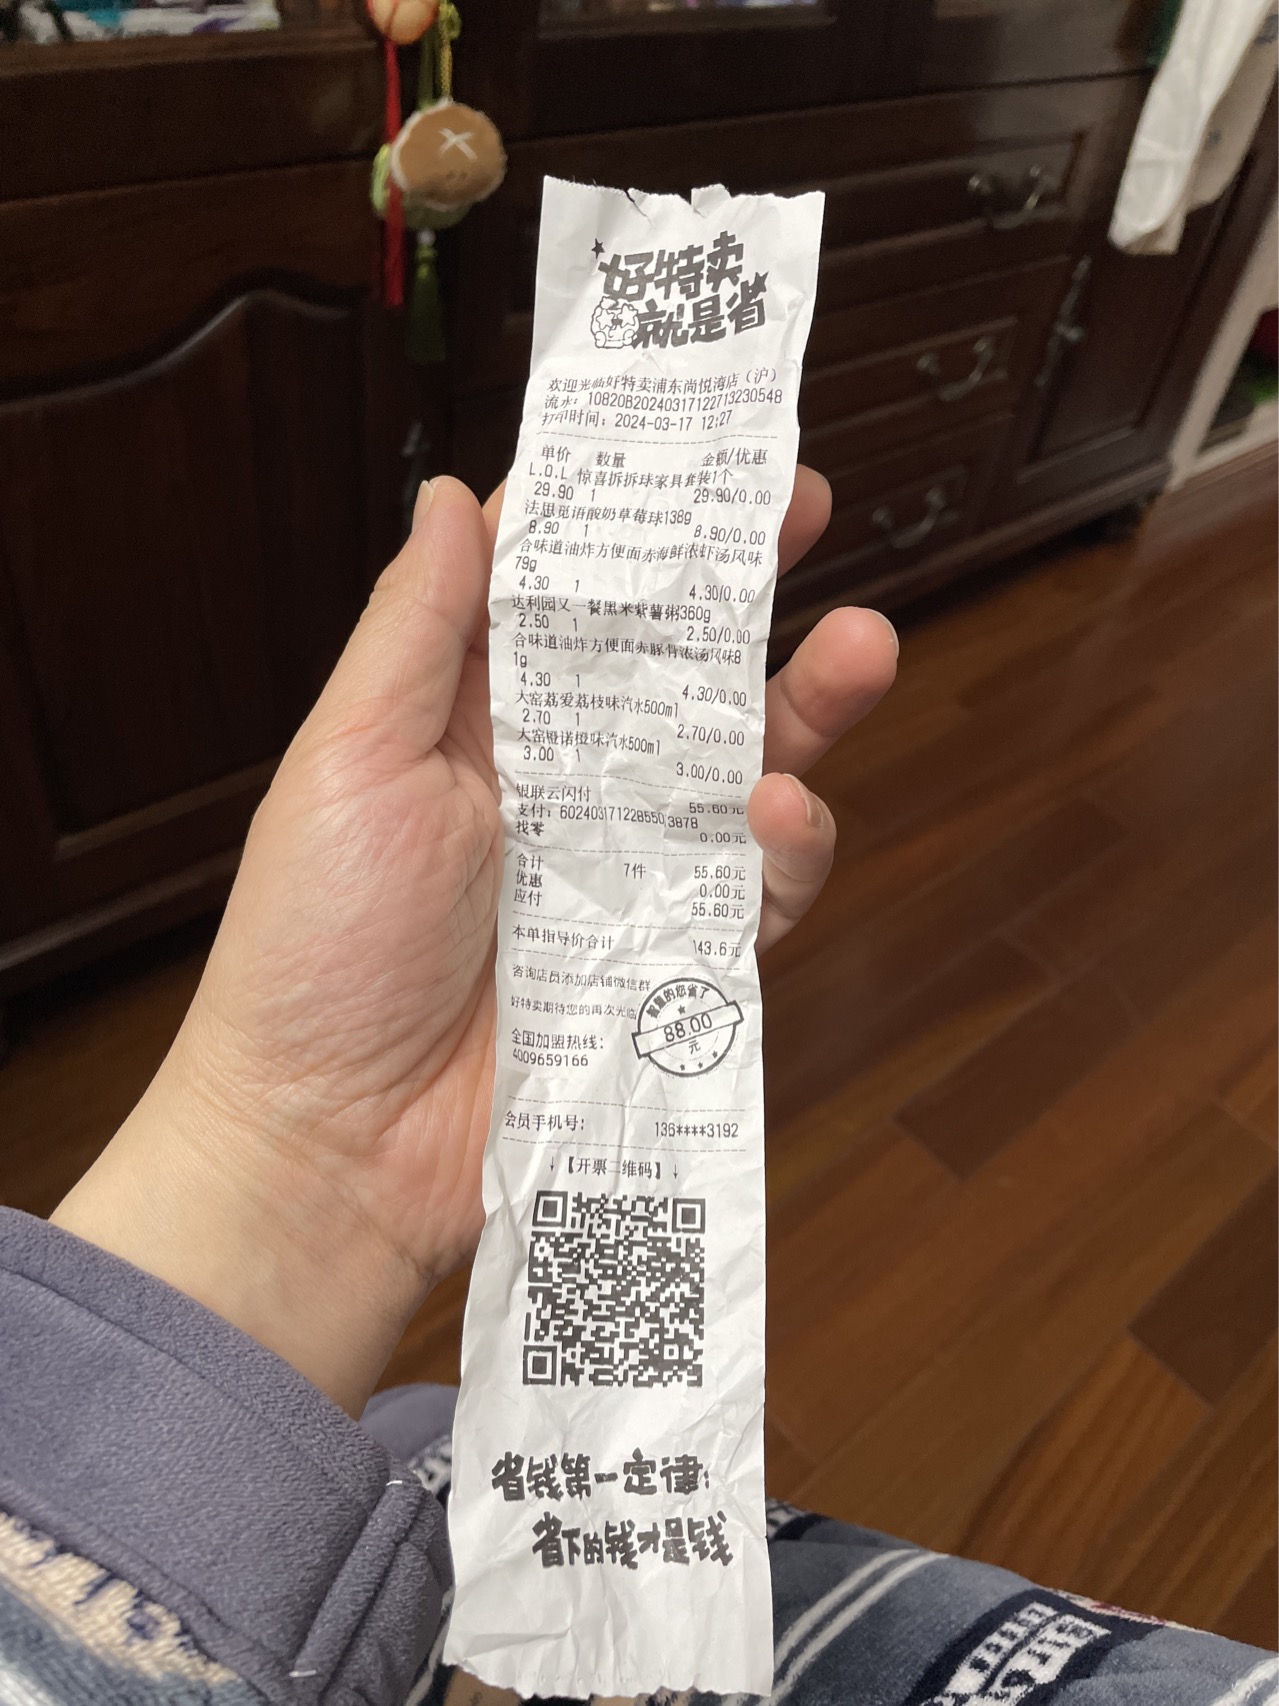 好特卖
就是省
欢迎光临好特卖浦东尚悦湾店（沪）
流水：10820B20240317122713230548
打印时间：2024-03-17 12:27
单价 数量 金额/优惠
L.O.L 惊喜拆拆球家具套装1个
29.90 1 29.90/0.00
法思觅语酸奶草莓球138g
8.90 1 8.90/0.00
合味道油炸方便面赤海鲜浓虾汤风味
79g
4.30 1 4.30/0.00
达利园又一餐黑米紫薯粥360g
2.50 1 2.50/0.00
合味道油炸方便面赤豚骨浓汤风味8
1g
4.30 1 4.30/0.00
大窑荔爱荔枝味汽水500ml
2.70 1 2.70/0.00
大窑橙诺橙味汽水500ml
3.00 1 3.00/0.00
银联云闪付 55.60元
支付：6024031712285503878
找零 0.00元
合计 7件 55.60元
优惠 0.00元
应付 55.60元
本单指导价合计 143.6元
咨询店员添加店铺微信群
好特卖期待您的再次光临
智慧的您省了
88.00
元
全国加盟热线：
4009659166
会员手机号： 136****3192
↓【开票二维码】↓
省钱第一定律：
省下的钱才是钱